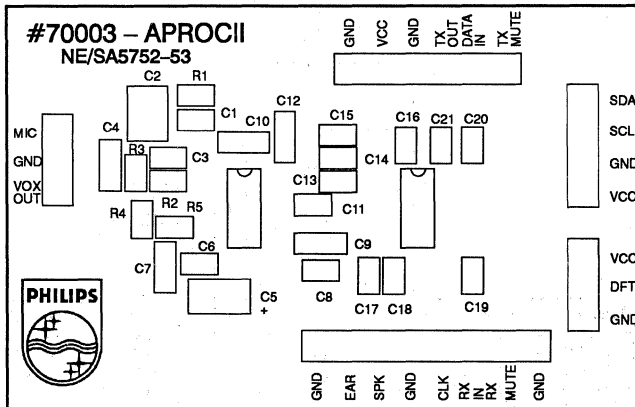 #70003 – APROCII
NE/SA5752–53
GND
VCC
GND
TX
OUT
DATA
IN
TX
MUTE
C2
R1
C1
C10
C12
C15
C16
C21
C20
SDA
SCL
GND
VCC
MIC
GND
VOX
OUT
C4
R3
C3
C14
C13
C11
R4
R2
R5
C9
C7
C6
C8
C5
+
C17
C18
C19
VCC
DFT
GND
PHILIPS
GND
EAR
SPK
GND
CLK
RX
IN
RX
MUTE
GND